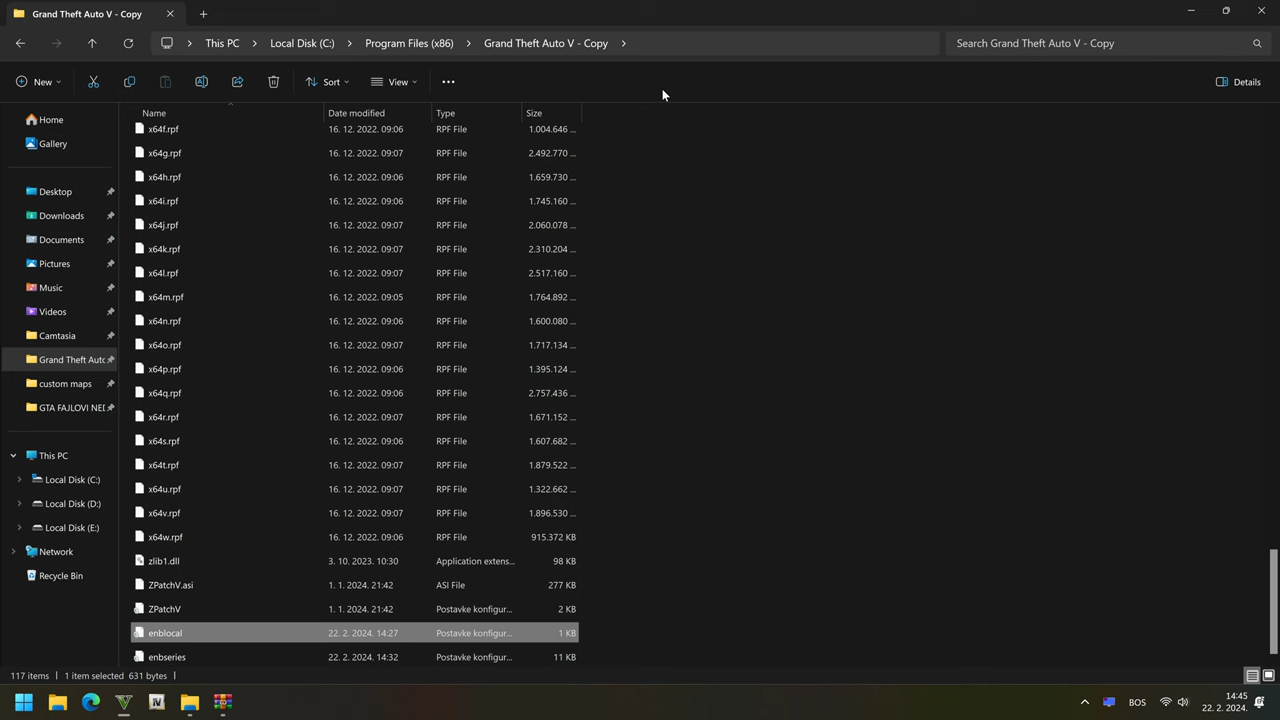 Grand Theft Auto V - Copy
This PC > Local Disk (C:) > Program Files (x86) > Grand Theft Auto V - Copy >
Search Grand Theft Auto V - Copy
New
Sort
View
Details
Home
Gallery
Desktop
Downloads
Documents
Pictures
Music
Videos
Camtasia
Grand Theft Auto
custom maps
GTA FAJLOVI
This PC
Local Disk (C:)
Local Disk (D:)
Local Disk (E:)
Network
Recycle Bin
Name Date modified Type Size
x64f.rpf 16. 12. 2022. 09:06 RPF File 1.004.646 ...
x64g.rpf 16. 12. 2022. 09:07 RPF File 2.492.770 ...
x64h.rpf 16. 12. 2022. 09:06 RPF File 1.659.730 ...
x64i.rpf 16. 12. 2022. 09:06 RPF File 1.745.160 ...
x64j.rpf 16. 12. 2022. 09:07 RPF File 2.060.078 ...
x64k.rpf 16. 12. 2022. 09:07 RPF File 2.310.204 ...
x64l.rpf 16. 12. 2022. 09:07 RPF File 2.517.160 ...
x64m.rpf 16. 12. 2022. 09:05 RPF File 1.764.892 ...
x64n.rpf 16. 12. 2022. 09:06 RPF File 1.600.080 ...
x64o.rpf 16. 12. 2022. 09:07 RPF File 1.717.134 ...
x64p.rpf 16. 12. 2022. 09:06 RPF File 1.395.124 ...
x64q.rpf 16. 12. 2022. 09:06 RPF File 2.757.436 ...
x64r.rpf 16. 12. 2022. 09:07 RPF File 1.671.152 ...
x64s.rpf 16. 12. 2022. 09:06 RPF File 1.607.682 ...
x64t.rpf 16. 12. 2022. 09:07 RPF File 1.879.522 ...
x64u.rpf 16. 12. 2022. 09:07 RPF File 1.322.662 ...
x64v.rpf 16. 12. 2022. 09:07 RPF File 1.896.530 ...
x64w.rpf 16. 12. 2022. 09:06 RPF File 915.372 KB
zlib1.dll 3. 10. 2023. 10:30 Application extens... 98 KB
ZPatchV.asi 1. 1. 2024. 21:42 ASI File 277 KB
ZPatchV 1. 1. 2024. 21:42 Postavke konfigur... 2 KB
enblocal 22. 2. 2024. 14:27 Postavke konfigur... 1 KB
enbseries 22. 2. 2024. 14:32 Postavke konfigur... 11 KB
117 items 1 item selected 631 bytes
IV
BOS
14:45
22. 2. 2024.